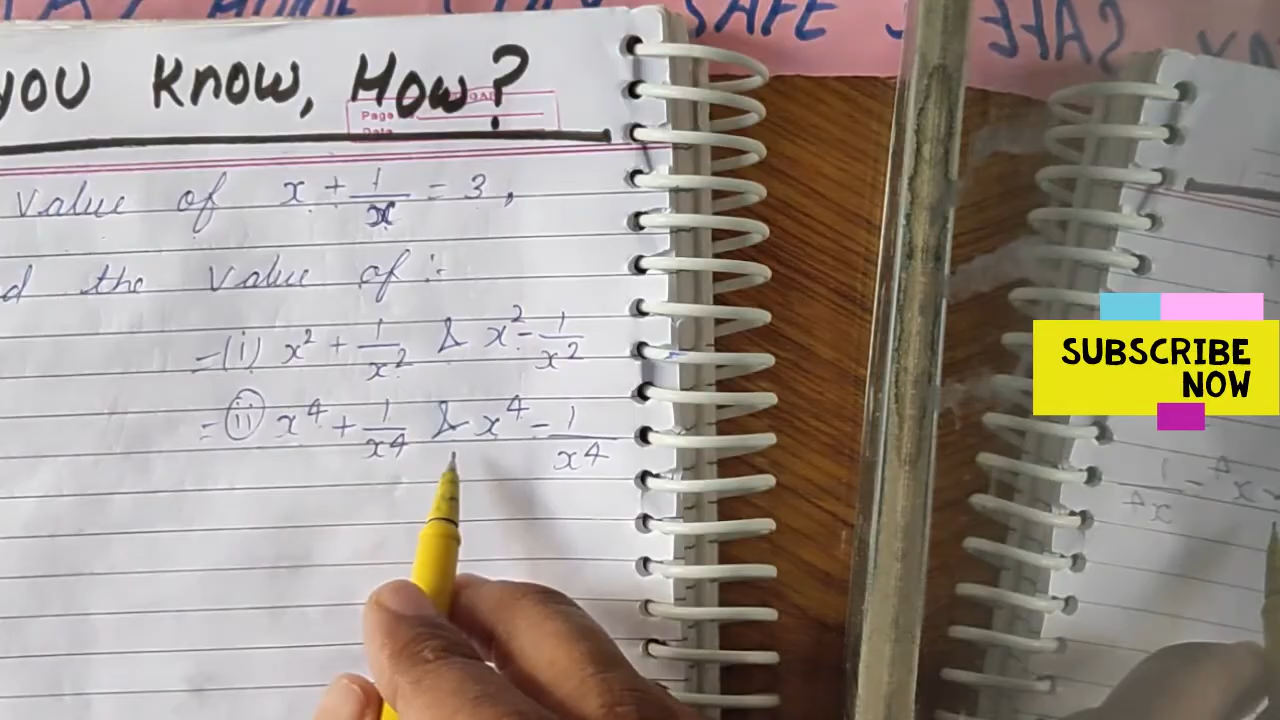 SAFE
you Know, How?
Page
Date
value of x + 1/x = 3,
d the value of :-
=(i) x² + 1/x² & x² - 1/x²
= (ii) x⁴ + 1/x⁴ & x⁴ - 1/x⁴
SUBSCRIBE
NOW